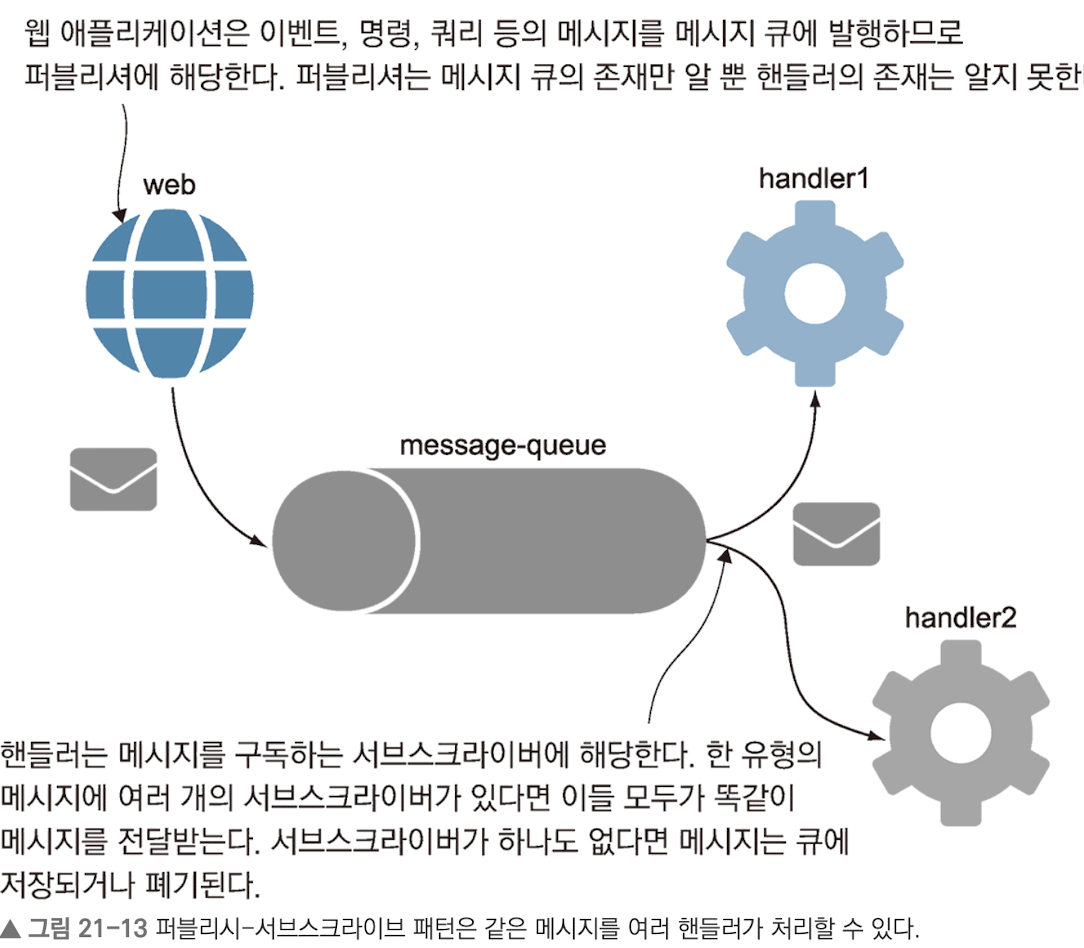 웹 애플리케이션은 이벤트, 명령, 쿼리 등의 메시지를 메시지 큐에 발행하므로
퍼블리셔에 해당한다. 퍼블리셔는 메시지 큐의 존재만 알 뿐 핸들러의 존재는 알지 못한
web
handler1
message-queue
handler2
핸들러는 메시지를 구독하는 서브스크라이버에 해당한다. 한 유형의
메시지에 여러 개의 서브스크라이버가 있다면 이들 모두가 똑같이
메시지를 전달받는다. 서브스크라이버가 하나도 없다면 메시지는 큐에
저장되거나 폐기된다.
▲ 그림 21-13 퍼블리시-서브스크라이브 패턴은 같은 메시지를 여러 핸들러가 처리할 수 있다.